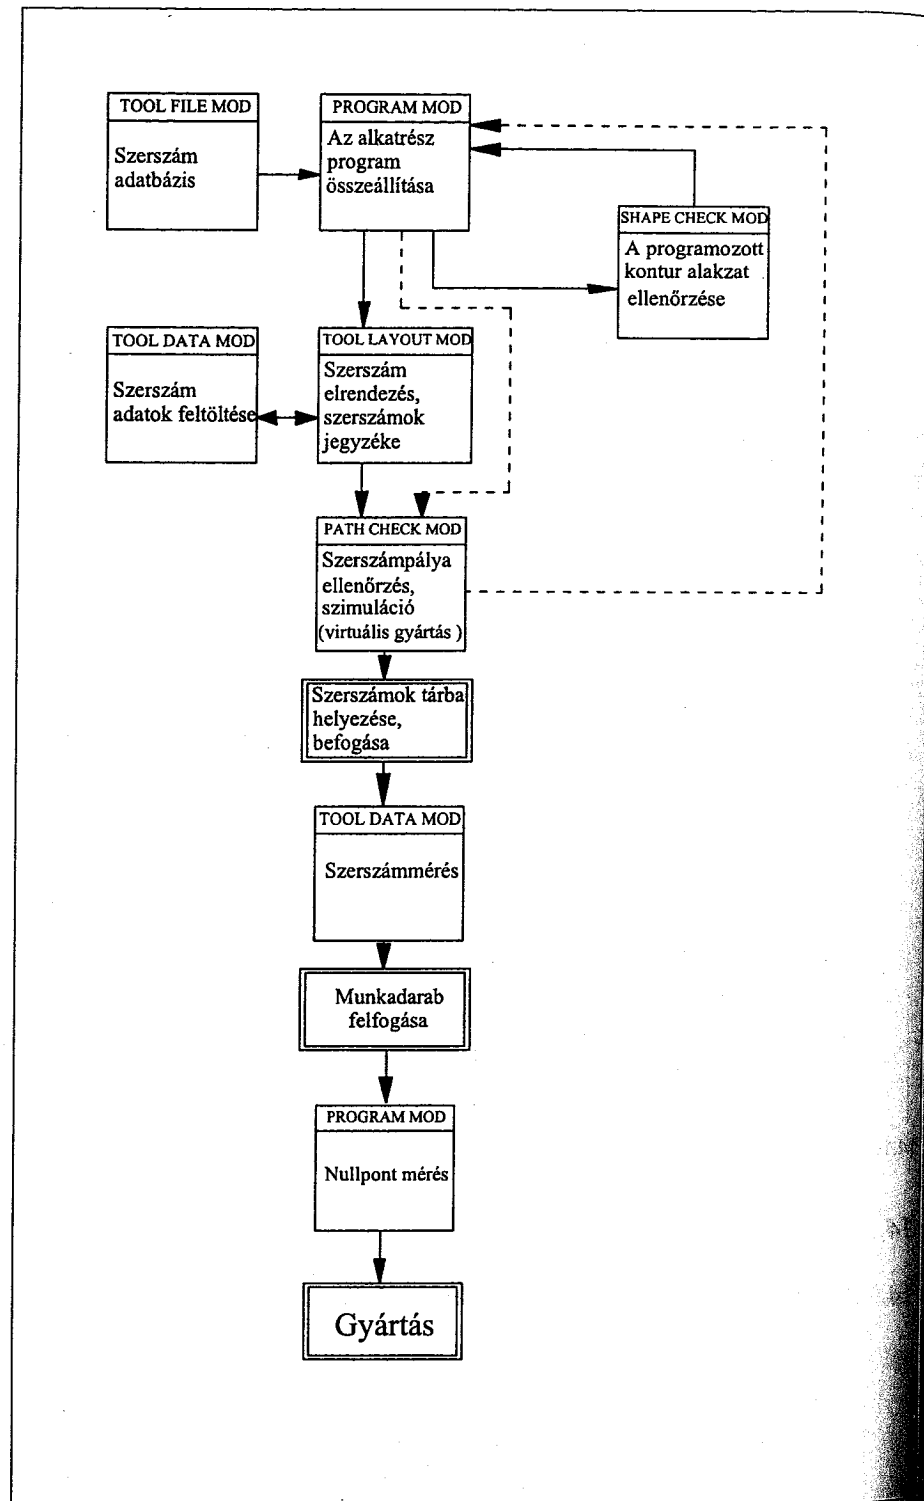 TOOL FILE MOD
Szerszám
adatbázis
PROGRAM MOD
Az alkatrész
program
összeállítása
SHAPE CHECK MOD
A programozott
kontur alakzat
ellenőrzése
TOOL DATA MOD
Szerszám
adatok feltöltése
TOOL LAYOUT MOD
Szerszám
elrendezés,
szerszámok
jegyzéke
PATH CHECK MOD
Szerszámpálya
ellenőrzés,
szimuláció
(virtuális gyártás )
Szerszámok tárba
helyezése,
befogása
TOOL DATA MOD
Szerszámmérés
Munkadarab
felfogása
PROGRAM MOD
Nullpont mérés
Gyártás